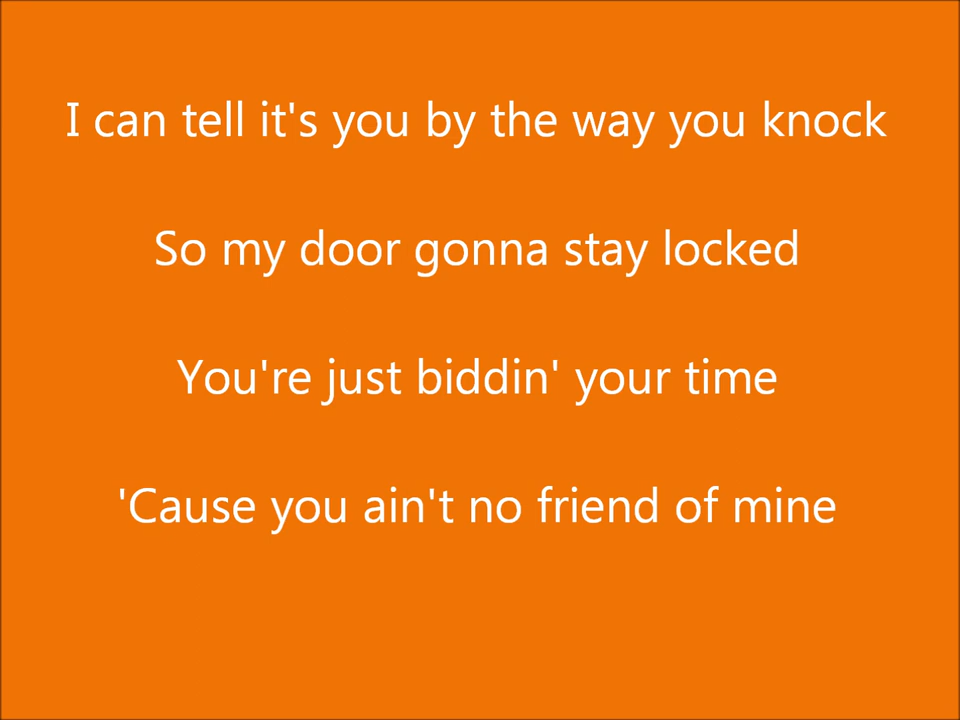 I can tell it's you by the way you knock
So my door gonna stay locked
You're just biddin' your time
'Cause you ain't no friend of mine